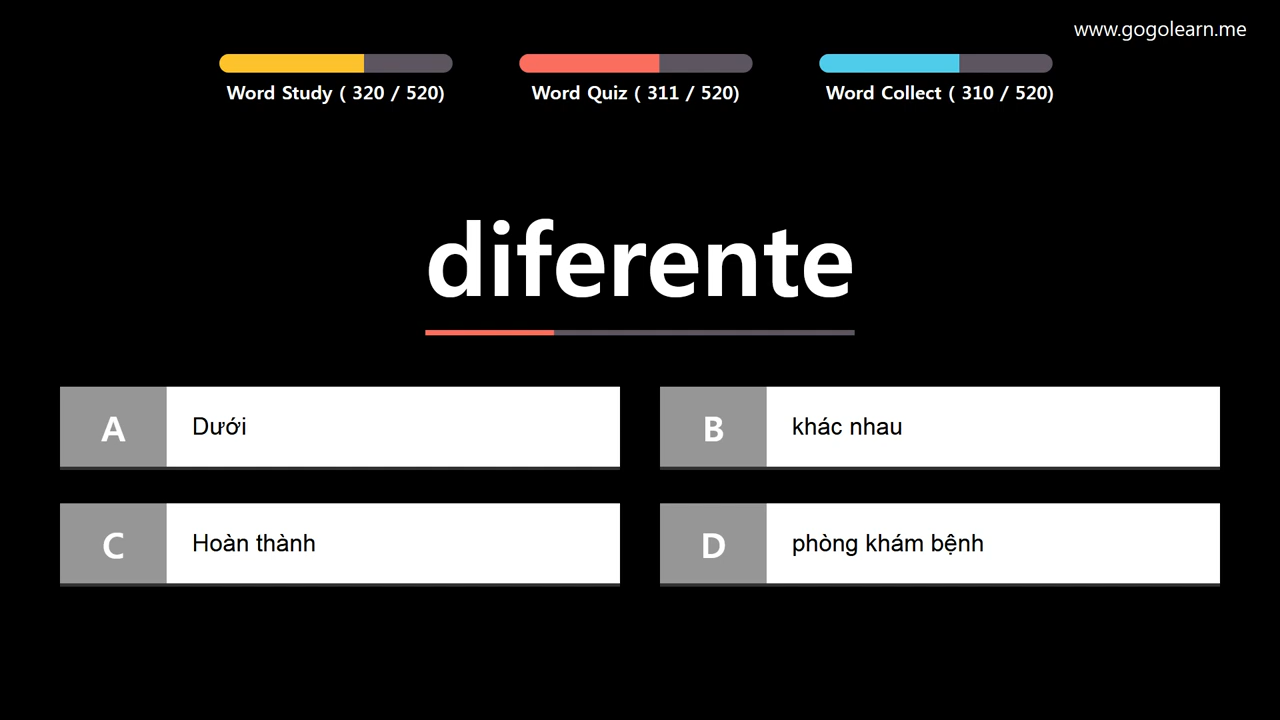 www.gogolearn.me
Word Study ( 320 / 520)
Word Quiz ( 311 / 520)
Word Collect ( 310 / 520)
diferente
A Dưới
B khác nhau
C Hoàn thành
D phòng khám bệnh